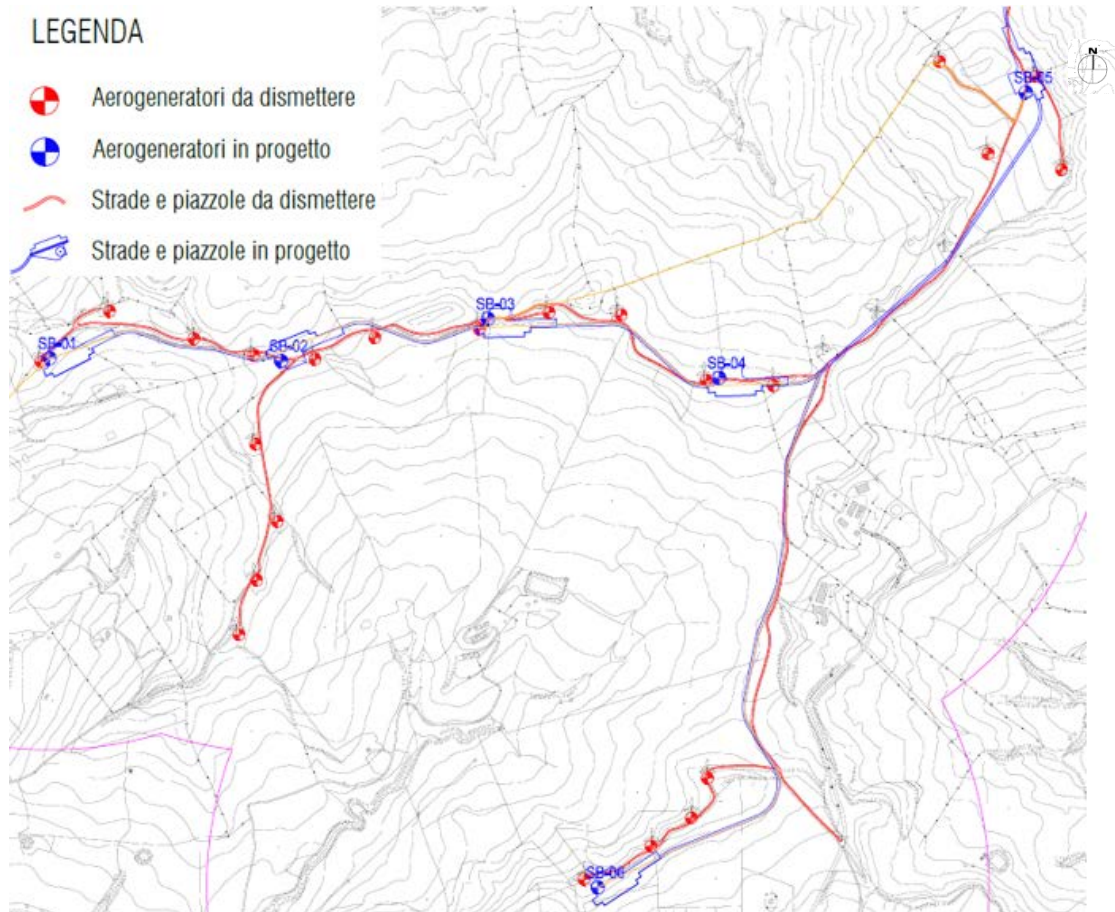 LEGENDA
Aerogeneratori da dismettere
Aerogeneratori in progetto
Strade e piazzole da dismettere
Strade e piazzole in progetto
N
SB-05
SB-03
SB-01
SB-02
SB-04
SB-06